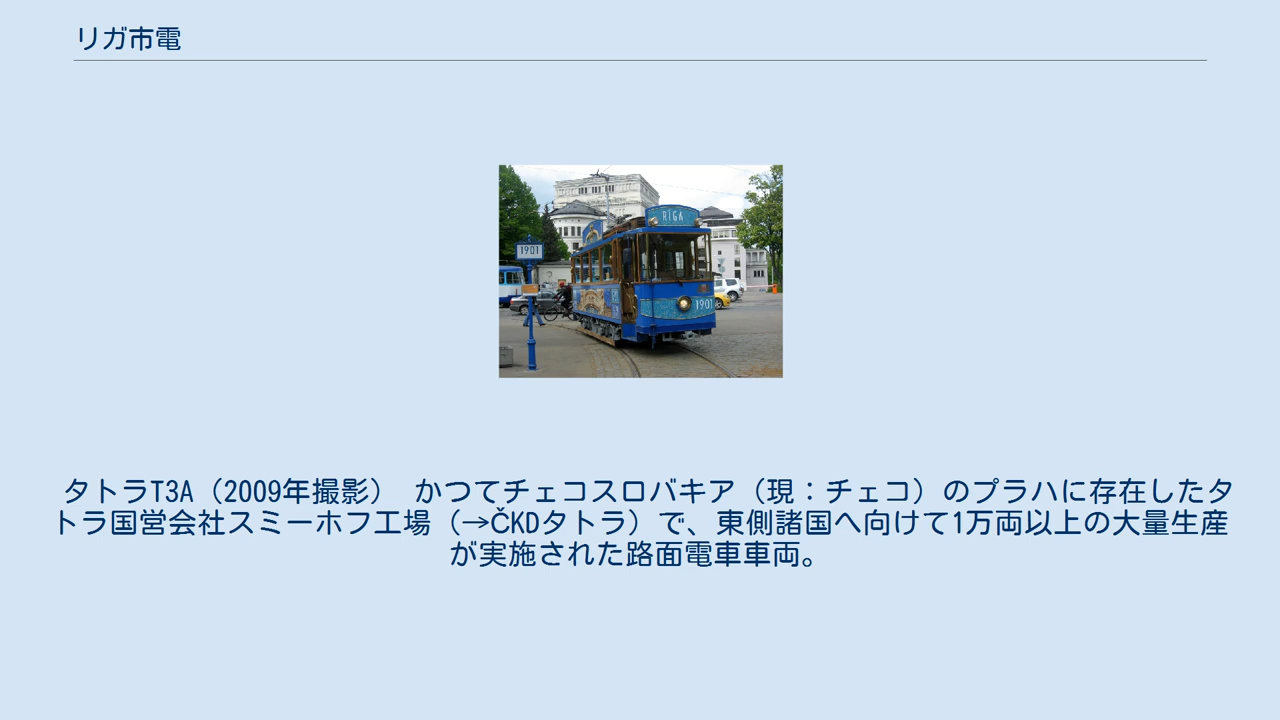 リガ市電
RĪGA
1901
1901
タトラT3A（2009年撮影） かつてチェコスロバキア（現：チェコ）のプラハに存在したタ
トラ国営会社スミーホフ工場（→ČKDタトラ）で、東側諸国へ向けて1万両以上の大量生産
が実施された路面電車車両。